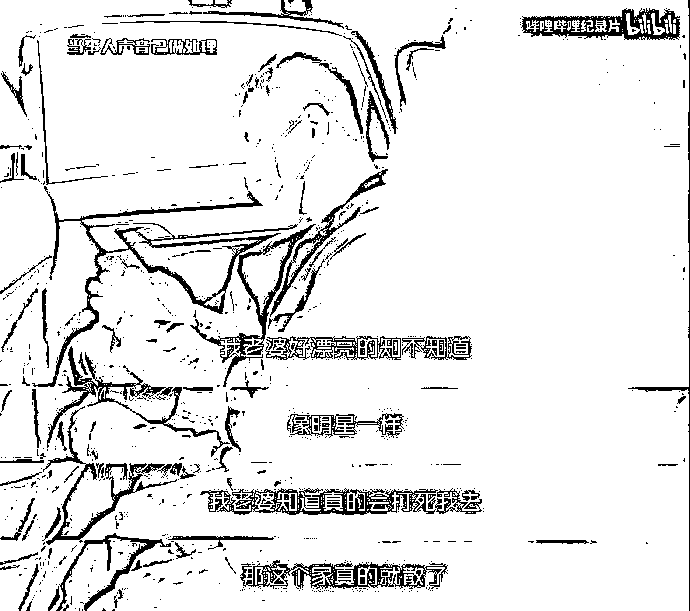 当事人声音已做处理
哔哩哔哩纪录片 bilibili
我老婆好漂亮的知不知道
像明星一样
我老婆知道真的会打死我去
那这个家真的就散了